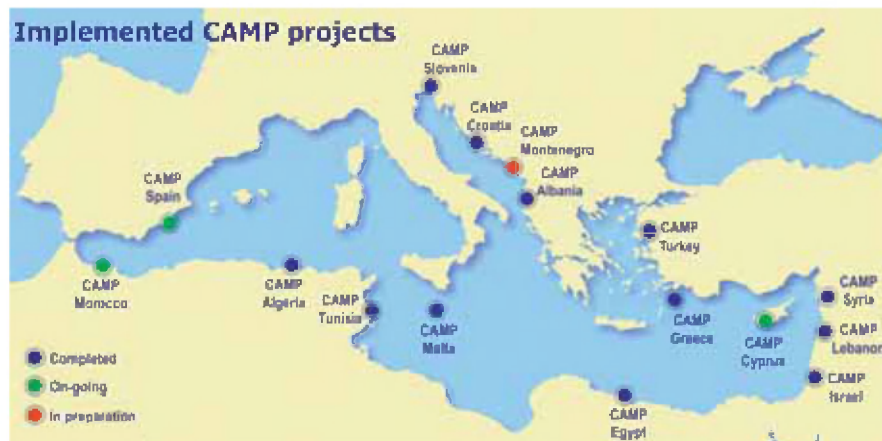 Implemented CAMP projects
CAMP
Slovenia
CAMP
Croatia
CAMP
Montenegro
CAMP
Albania
CAMP
Spain
CAMP
Turkey
CAMP
Morocco
CAMP
Algeria
CAMP
Tunisia
CAMP
Malta
CAMP
Greece
CAMP
Cyprus
CAMP
Syria
CAMP
Lebanon
CAMP
Israel
CAMP
Egypt
Completed
On-going
In preparation